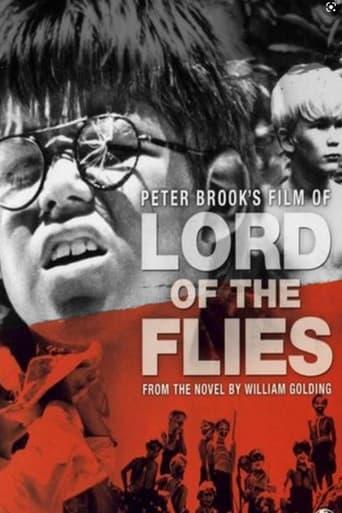 PETER BROOK'S FILM OF
LORD
OF THE
FLIES
FROM THE NOVEL BY WILLIAM GOLDING